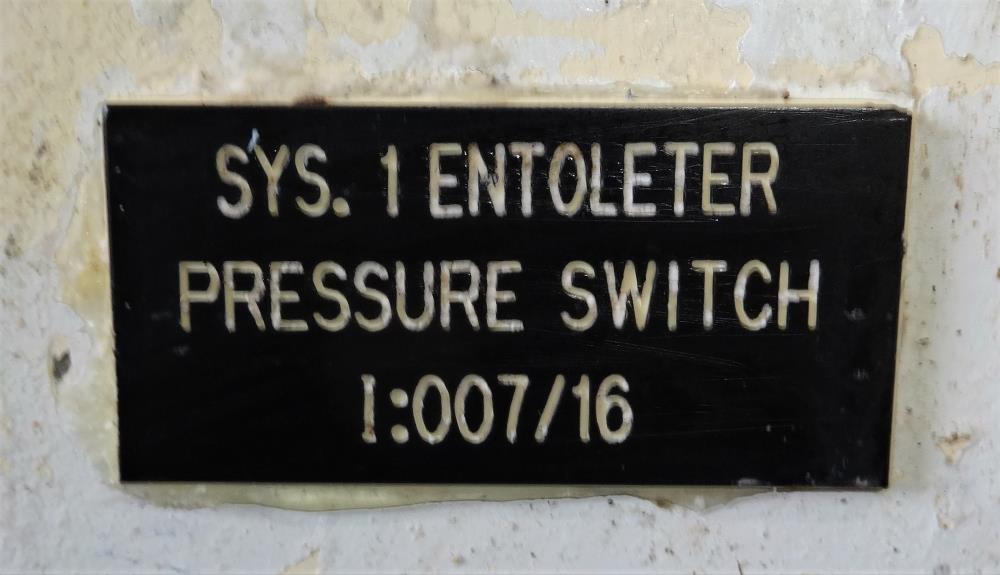 SYS. 1 ENTOLETER
PRESSURE SWITCH
I:007/16